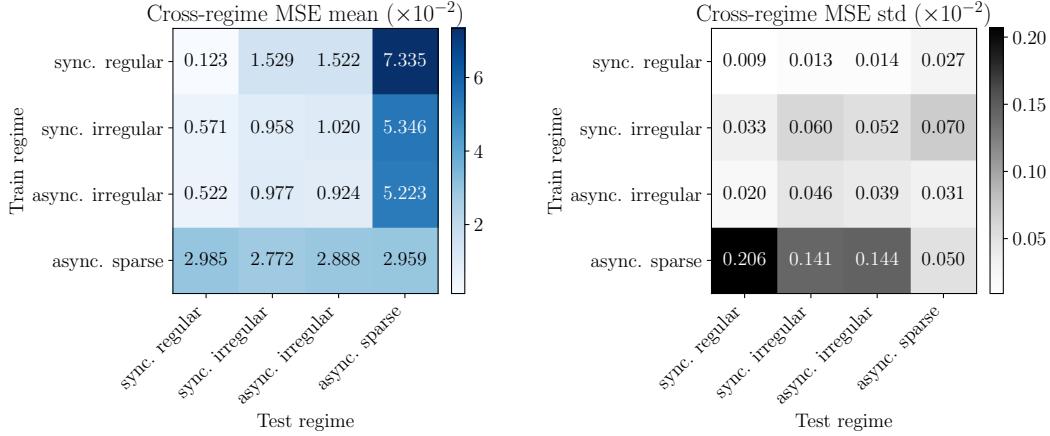 Cross-regime MSE mean (×10⁻²)
sync. regular 0.123 1.529 1.522 7.335
sync. irregular 0.571 0.958 1.020 5.346
async. irregular 0.522 0.977 0.924 5.223
async. sparse 2.985 2.772 2.888 2.959
Train regime
sync. regular
sync. irregular
async. irregular
async. sparse
Test regime
6
4
2
Cross-regime MSE std (×10⁻²)
sync. regular 0.009 0.013 0.014 0.027
sync. irregular 0.033 0.060 0.052 0.070
async. irregular 0.020 0.046 0.039 0.031
async. sparse 0.206 0.141 0.144 0.050
Train regime
sync. regular
sync. irregular
async. irregular
async. sparse
Test regime
0.20
0.15
0.10
0.05